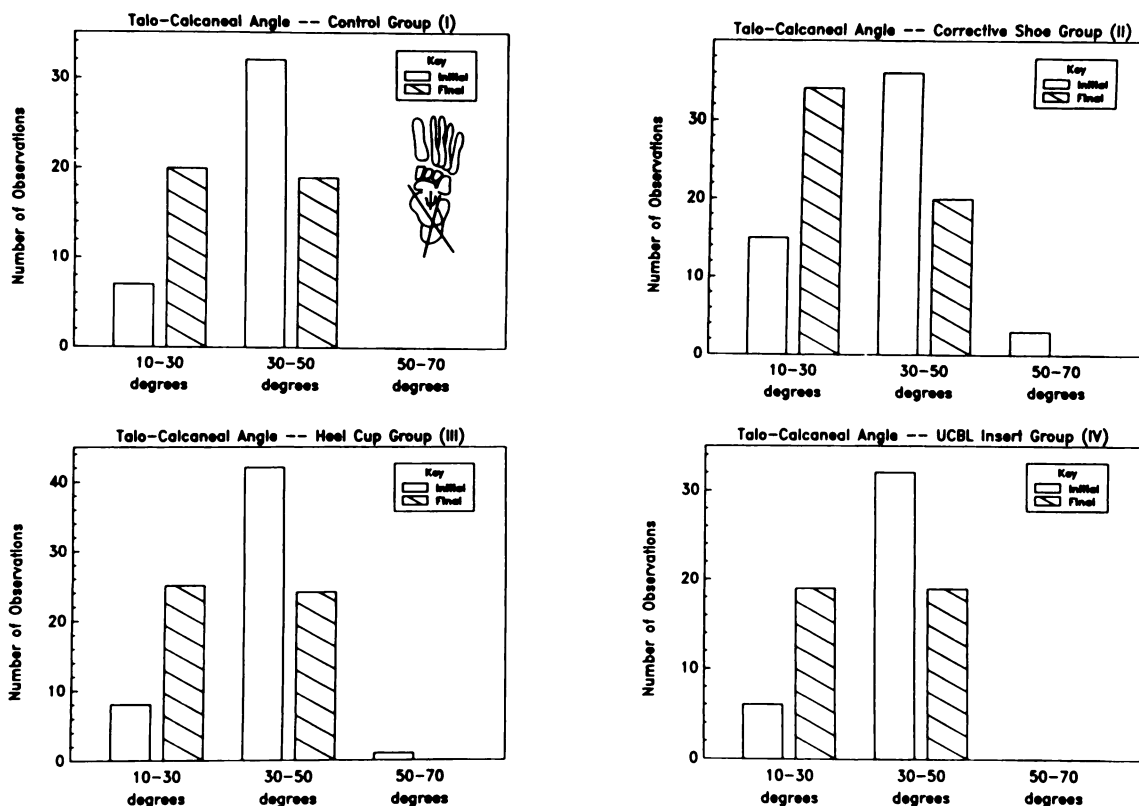 Talo-Calcaneal Angle -- Control Group (I)
Key
Initial
Final
Number of Observations
30
20
10
0
10-30
degrees
30-50
degrees
50-70
degrees
Talo-Calcaneal Angle -- Corrective Shoe Group (II)
Key
Initial
Final
Number of Observations
30
20
10
0
10-30
degrees
30-50
degrees
50-70
degrees
Talo-Calcaneal Angle -- Heel Cup Group (III)
Key
Initial
Final
Number of Observations
40
30
20
10
0
10-30
degrees
30-50
degrees
50-70
degrees
Talo-Calcaneal Angle -- UCBL Insert Group (IV)
Key
Initial
Final
Number of Observations
30
20
10
0
10-30
degrees
30-50
degrees
50-70
degrees